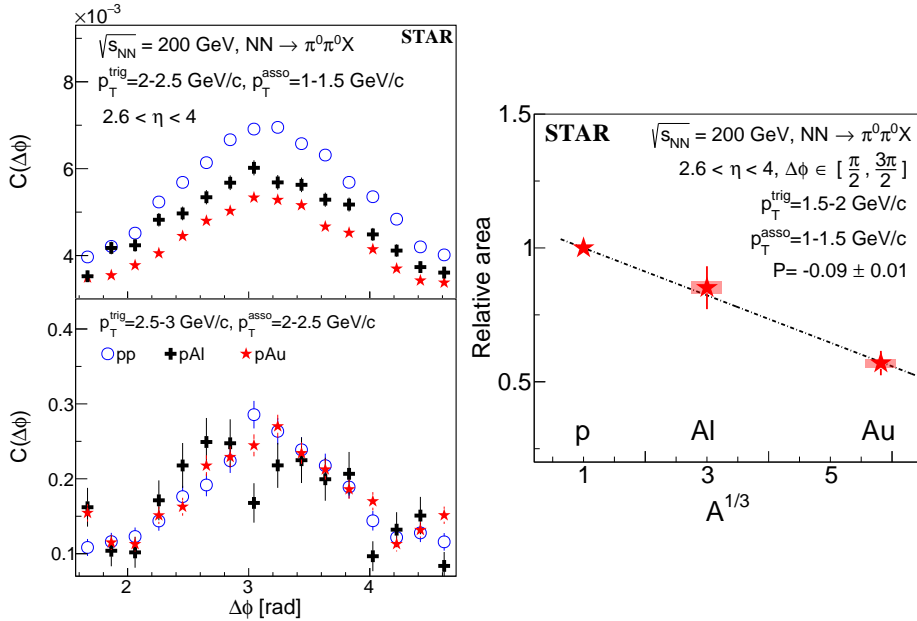 ×10⁻³
√s_NN = 200 GeV, NN → π⁰π⁰X
STAR
p_T^trig=2-2.5 GeV/c, p_T^asso=1-1.5 GeV/c
2.6 < η < 4
8
6
4
C(Δφ)
p_T^trig=2.5-3 GeV/c, p_T^asso=2-2.5 GeV/c
pp
pAl
pAu
0.4
0.3
0.2
0.1
C(Δφ)
2
3
4
Δφ [rad]
1.5
1
0.5
Relative area
STAR
√s_NN = 200 GeV, NN → π⁰π⁰X
2.6 < η < 4, Δφ ∈ [π/2, 3π/2]
p_T^trig=1.5-2 GeV/c
p_T^asso=1-1.5 GeV/c
P= -0.09 ± 0.01
p
Al
Au
1
3
5
A^1/3